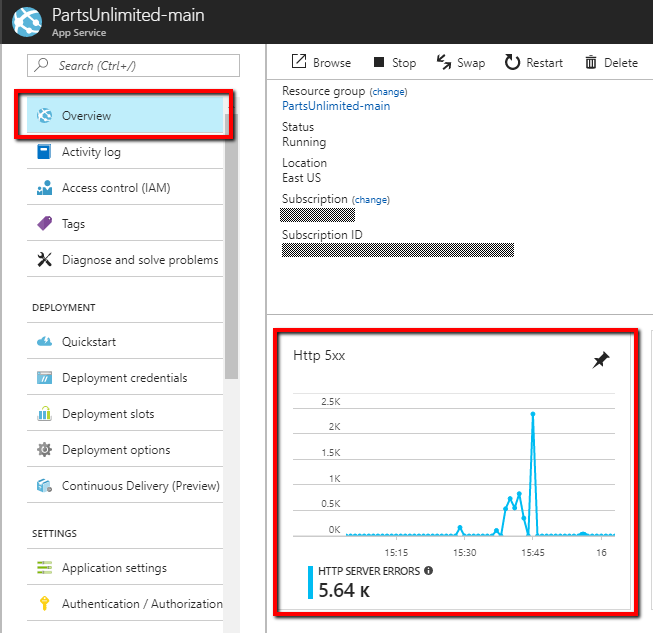 PartsUnlimited-main
App Service
Search (Ctrl+/)
Overview
Activity log
Access control (IAM)
Tags
Diagnose and solve problems
DEPLOYMENT
Quickstart
Deployment credentials
Deployment slots
Deployment options
Continuous Delivery (Preview)
SETTINGS
Application settings
Authentication / Authorization
Browse Stop Swap Restart Delete
Resource group (change)
PartsUnlimited-main
Status
Running
Location
East US
Subscription (change)
Subscription ID
Http 5xx
2.5K
2K
1.5K
1K
0.5K
0K
15:15 15:30 15:45 16
HTTP SERVER ERRORS
5.64 K